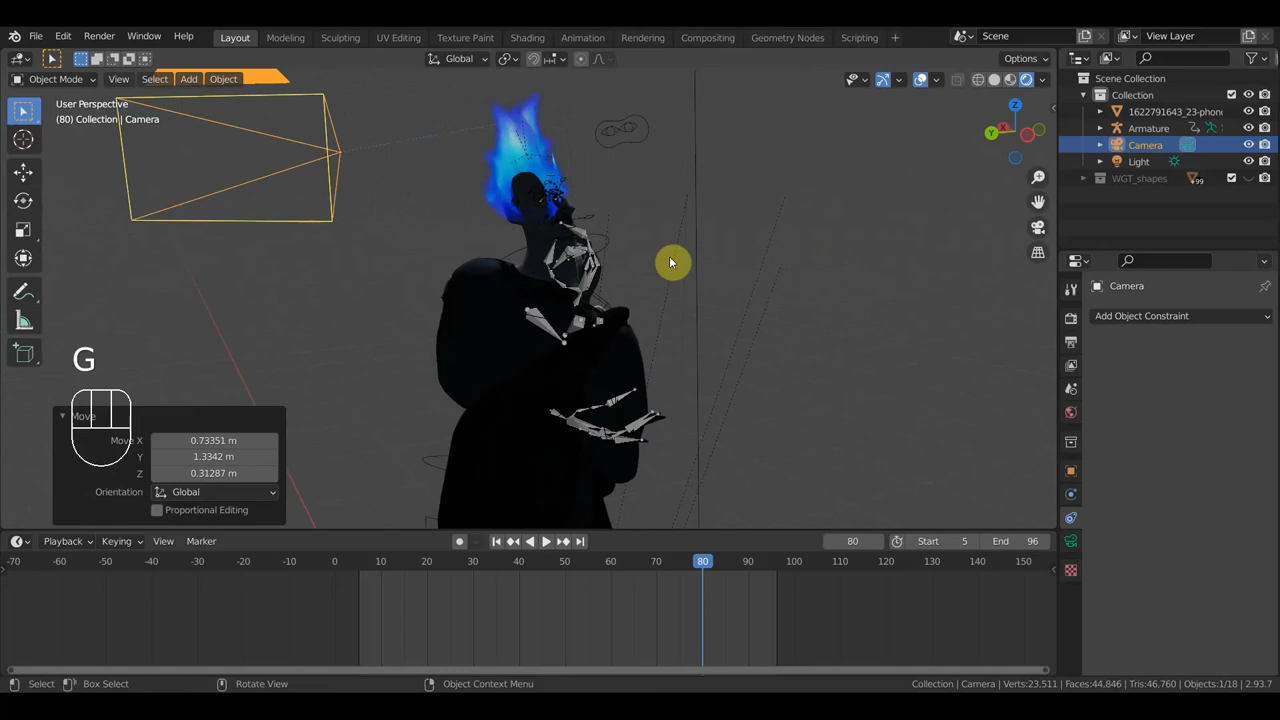 File Edit Render Window Help Layout Modeling Sculpting UV Editing Texture Paint Shading Animation Rendering Compositing Geometry Nodes Scripting + Scene View Layer
Global Options
Object Mode View Select Add Object
User Perspective
(80) Collection | Camera
Scene Collection
Collection
1622791643_23-phon
Armature
Camera
Light
WGT_shapes 99
X Y Z
Camera
Add Object Constraint
G
Move
Move X 0.73351 m
Y 1.3342 m
Z 0.31287 m
Orientation Global
Proportional Editing
Playback Keying View Marker 80 Start 5 End 96
-70 -60 -50 -40 -30 -20 -10 10 20 30 40 50 60 70 80 90 100 110 120 130 140 150
Select Box Select Rotate View Object Context Menu Collection | Camera | Verts:23,511 | Faces:44,846 | Tris:46,760 | Objects:1/18 | 2.93.7